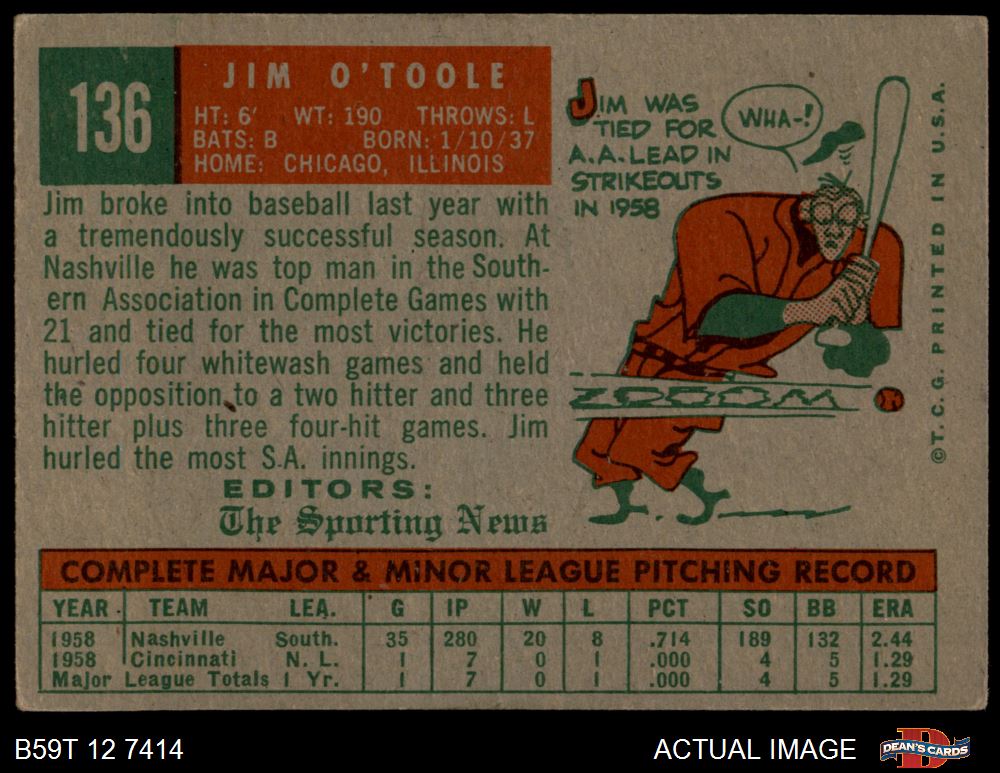 136
JIM O'TOOLE
HT: 6' WT: 190 THROWS: L
BATS: B BORN: 1/10/37
HOME: CHICAGO, ILLINOIS
Jim broke into baseball last year with
a tremendously successful season. At
Nashville he was top man in the South-
ern Association in Complete Games with
21 and tied for the most victories. He
hurled four whitewash games and held
the opposition to a two hitter and three
hitter plus three four-hit games. Jim
hurled the most S.A. innings.
EDITORS:
The Sporting News
JIM WAS
TIED FOR
A.A. LEAD IN
STRIKEOUTS
IN 1958
WHA-!
ZOOOOM
©T.C.G. PRINTED IN U.S.A.
COMPLETE MAJOR & MINOR LEAGUE PITCHING RECORD
YEAR TEAM LEA. G IP W L PCT SO BB ERA
1958 Nashville South. 35 280 20 8 .714 189 132 2.44
1958 Cincinnati N. L. 1 7 0 1 .000 4 5 1.29
Major League Totals 1 Yr. 1 7 0 1 .000 4 5 1.29
B59T 12 7414
ACTUAL IMAGE
DEAN'S CARDS